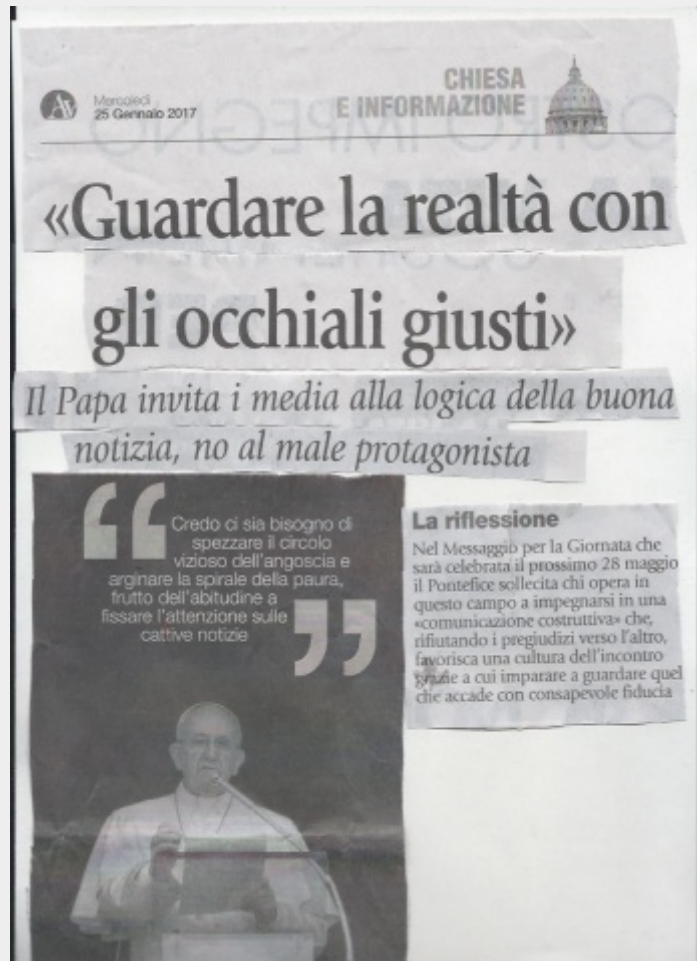 Av
Mercoledì
25 Gennaio 2017
CHIESA
E INFORMAZIONE
«Guardare la realtà con
gli occhiali giusti»
Il Papa invita i media alla logica della buona
notizia, no al male protagonista
“
Credo ci sia bisogno di
spezzare il circolo
vizioso dell'angoscia e
arginare la spirale della paura,
frutto dell'abitudine a
fissare l'attenzione sulle
cattive notizie
”
La riflessione
Nel Messaggio per la Giornata che
sarà celebrata il prossimo 28 maggio
il Pontefice sollecita chi opera in
questo campo a impegnarsi in una
«comunicazione costruttiva» che,
rifiutando i pregiudizi verso l'altro,
favorisca una cultura dell'incontro
grazie a cui imparare a guardare quel
che accade con consapevole fiducia